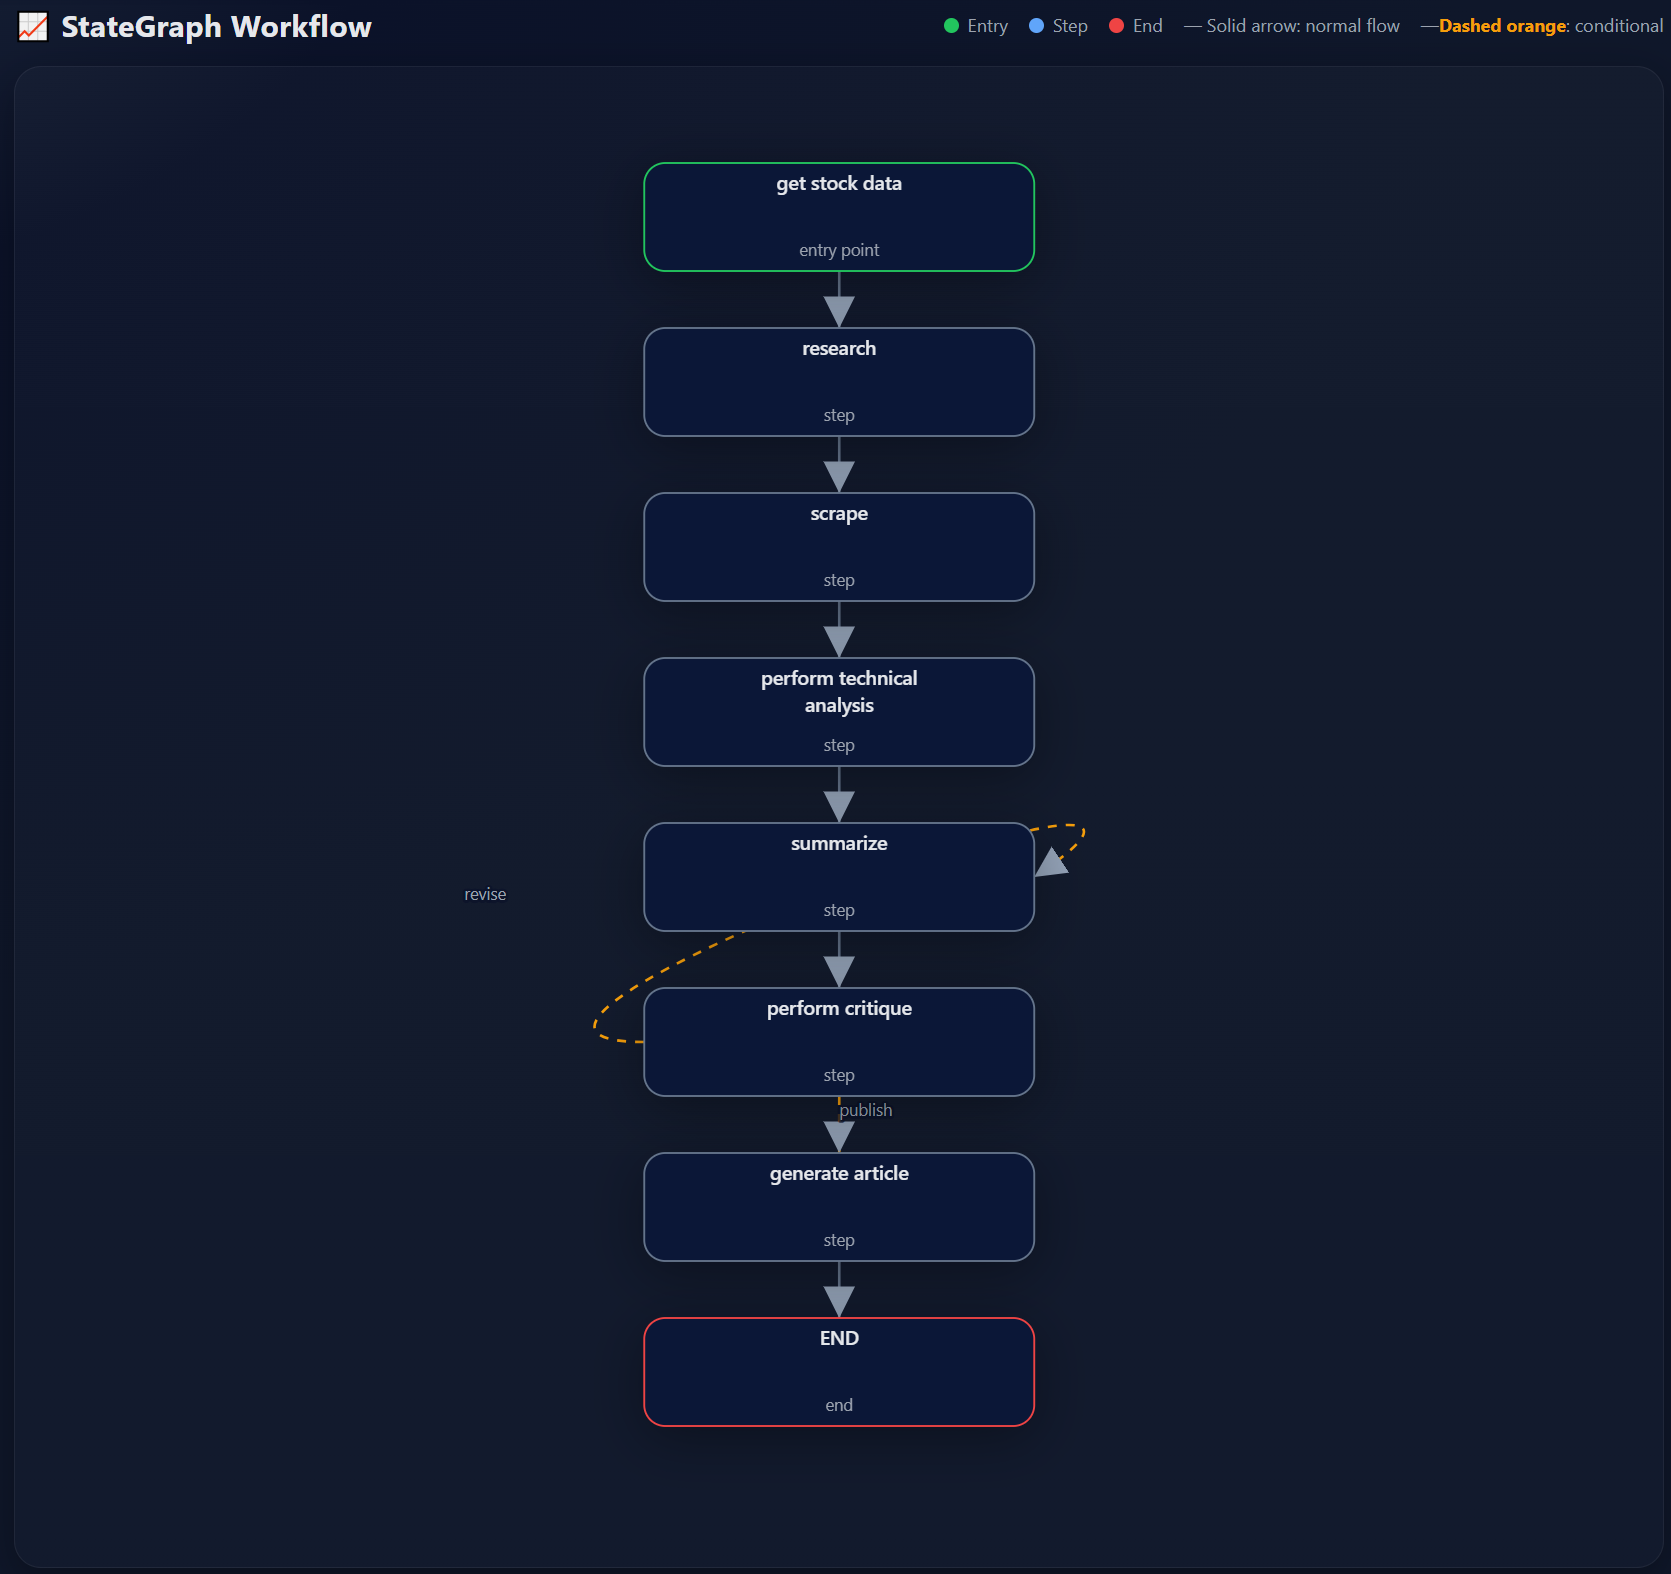 StateGraph Workflow
Entry Step End — Solid arrow: normal flow —Dashed orange: conditional
get stock data
entry point
research
step
scrape
step
perform technical
analysis
step
summarize
revise
step
perform critique
step
publish
generate article
step
END
end